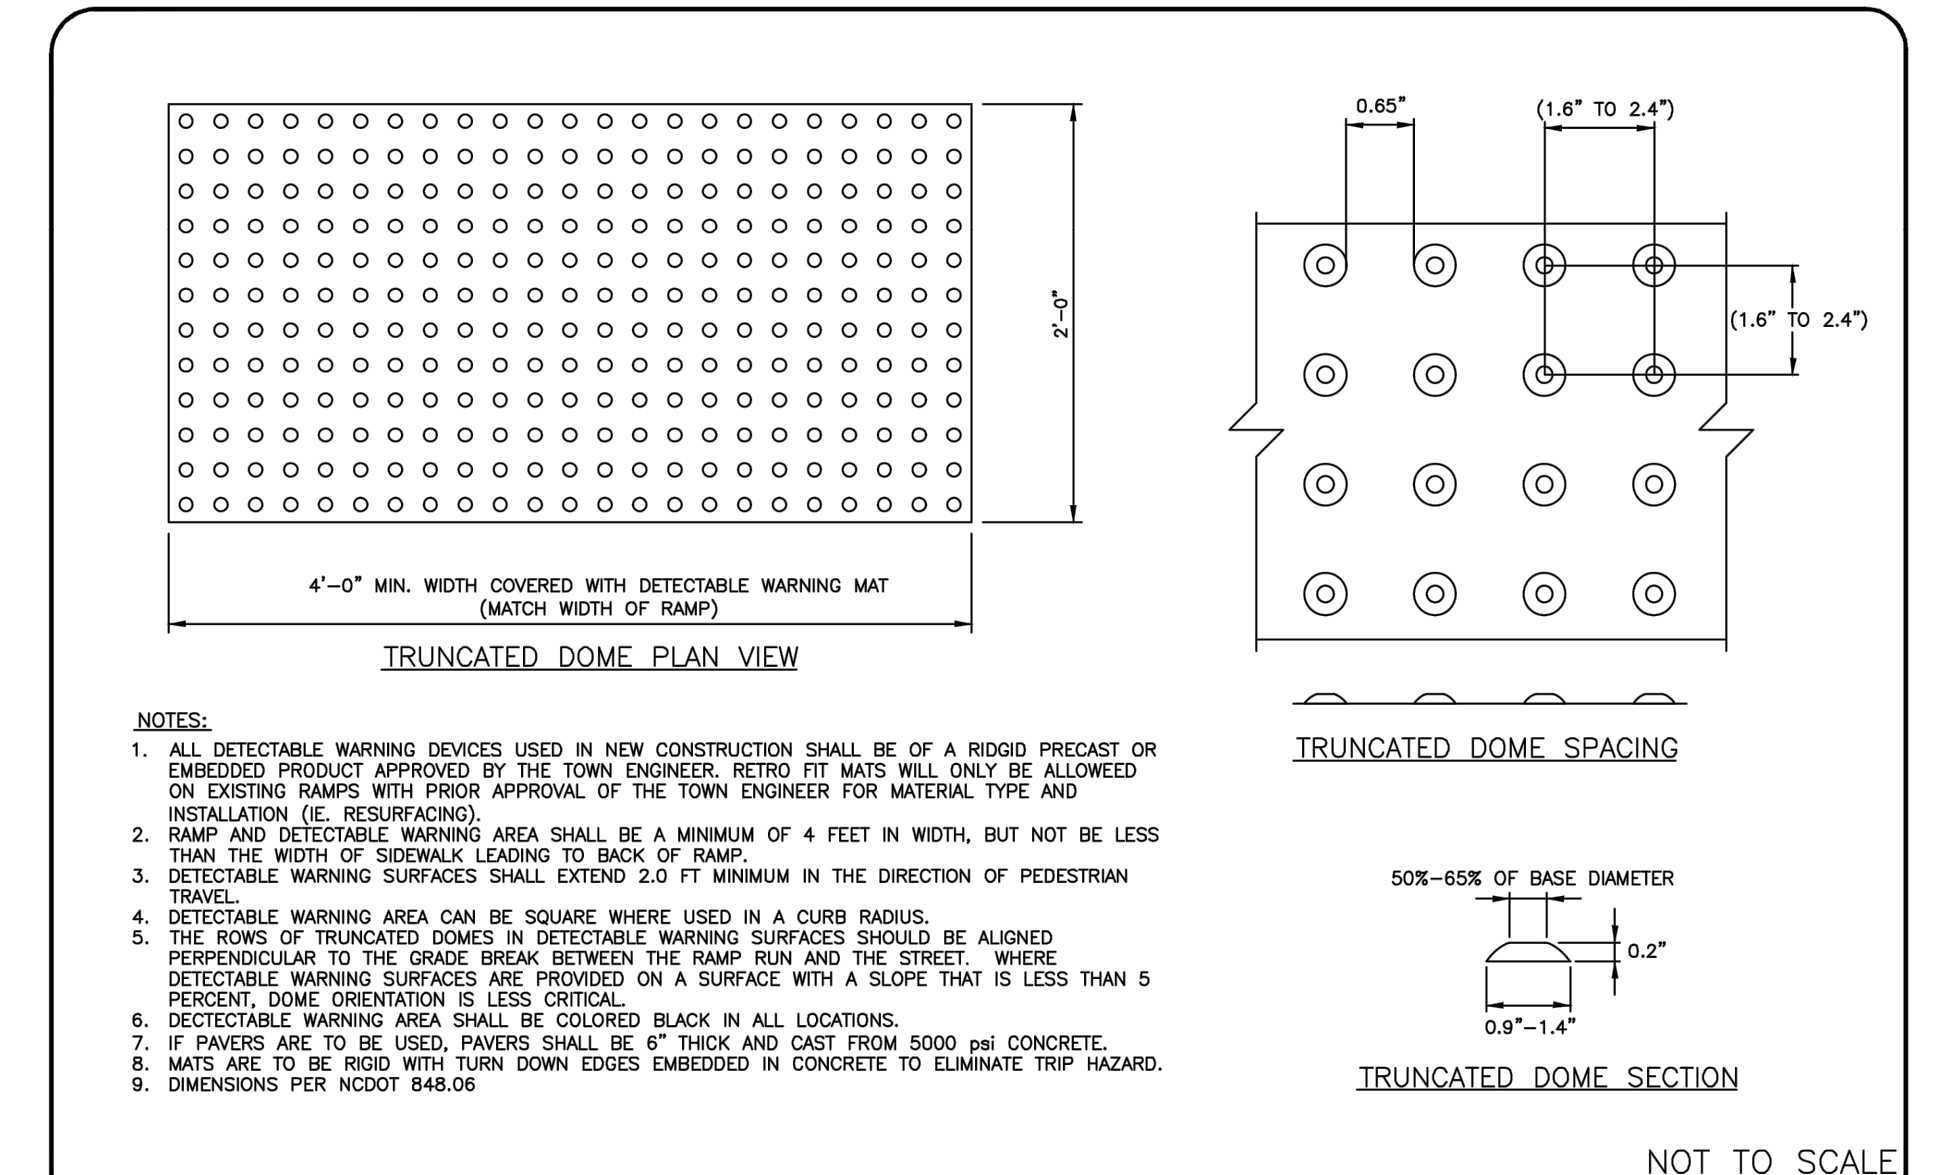 0.65"
(1.6" TO 2.4")
2'-0"
(1.6" TO 2.4")
4'-0" MIN. WIDTH COVERED WITH DETECTABLE WARNING MAT
(MATCH WIDTH OF RAMP)
TRUNCATED DOME PLAN VIEW
NOTES:
1. ALL DETECTABLE WARNING DEVICES USED IN NEW CONSTRUCTION SHALL BE OF A RIDGID PRECAST OR
EMBEDDED PRODUCT APPROVED BY THE TOWN ENGINEER. RETRO FIT MATS WILL ONLY BE ALLOWEED
ON EXISTING RAMPS WITH PRIOR APPROVAL OF THE TOWN ENGINEER FOR MATERIAL TYPE AND
INSTALLATION (IE. RESURFACING).
2. RAMP AND DETECTABLE WARNING AREA SHALL BE A MINIMUM OF 4 FEET IN WIDTH, BUT NOT BE LESS
THAN THE WIDTH OF SIDEWALK LEADING TO BACK OF RAMP.
3. DETECTABLE WARNING SURFACES SHALL EXTEND 2.0 FT MINIMUM IN THE DIRECTION OF PEDESTRIAN
TRAVEL.
4. DETECTABLE WARNING AREA CAN BE SQUARE WHERE USED IN A CURB RADIUS.
5. THE ROWS OF TRUNCATED DOMES IN DETECTABLE WARNING SURFACES SHOULD BE ALIGNED
PERPENDICULAR TO THE GRADE BREAK BETWEEN THE RAMP RUN AND THE STREET. WHERE
DETECTABLE WARNING SURFACES ARE PROVIDED ON A SURFACE WITH A SLOPE THAT IS LESS THAN 5
PERCENT, DOME ORIENTATION IS LESS CRITICAL.
6. DECTECTABLE WARNING AREA SHALL BE COLORED BLACK IN ALL LOCATIONS.
7. IF PAVERS ARE TO BE USED, PAVERS SHALL BE 6" THICK AND CAST FROM 5000 psi CONCRETE.
8. MATS ARE TO BE RIGID WITH TURN DOWN EDGES EMBEDDED IN CONCRETE TO ELIMINATE TRIP HAZARD.
9. DIMENSIONS PER NCDOT 848.06
TRUNCATED DOME SPACING
50%-65% OF BASE DIAMETER
0.2"
0.9"-1.4"
TRUNCATED DOME SECTION
NOT TO SCALE